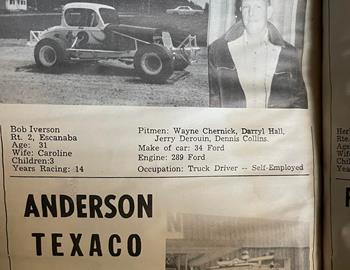 2
Bob Iverson
Rt. 2, Escanaba
Age: 31
Wife: Caroline
Children:3
Years Racing: 14
Pitmen: Wayne Chernick, Darryl Hall,
Jerry Derouin, Dennis Collins.
Make of car: 34 Ford
Engine: 289 Ford
Occupation: Truck Driver -- Self-Employed
ANDERSON
TEXACO